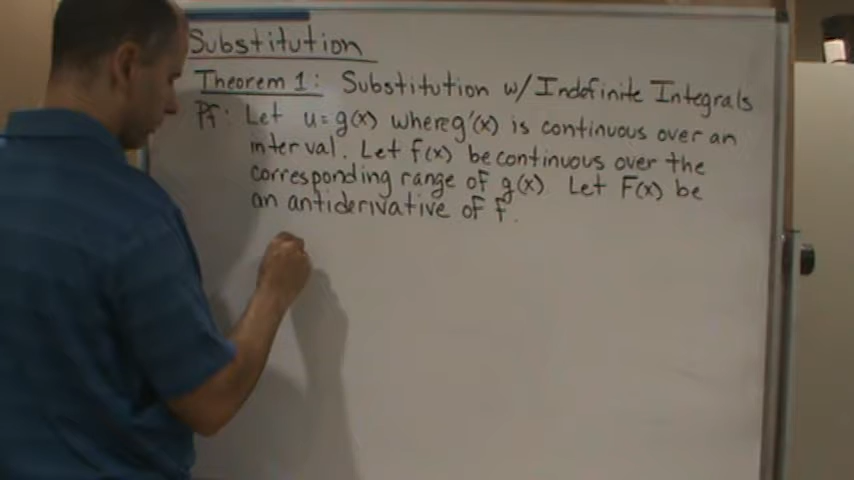 Substitution
Theorem 1: Substitution w/Indefinite Integrals
Pf: Let u=g(x) where g'(x) is continuous over an
interval. Let f(x) be continuous over the
corresponding range of g(x). Let F(x) be
an antiderivative of f.